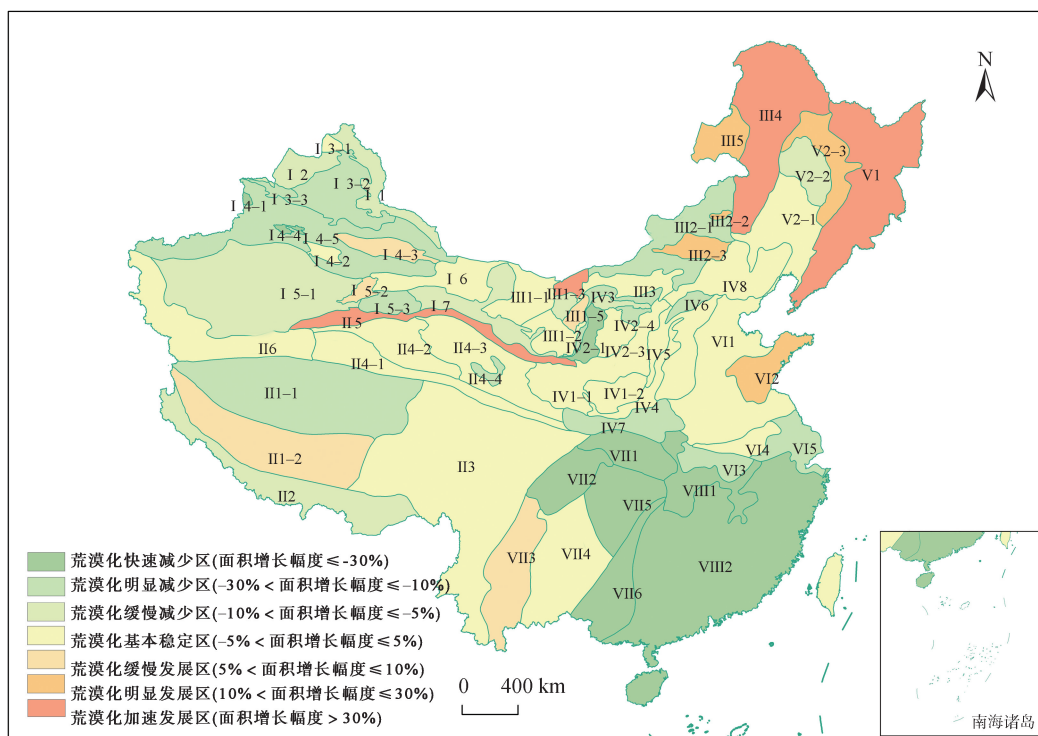 N
III4
III5
V2-3
V1
V2-2
I 3-1
I 2
I 3-2
I 1
I 3-3
I 4-1
III2-2
III2-1
V2-1
I 4-4
I 4-5
I 4-2
I 4-3
III2-3
I 6
I 5-1
I 5-2
I 5-3
I 7
III1-1
III1-3
IV3
III3
IV8
IV6
III1-5
II5
III1-2
IV2-4
II6
II4-1
II4-2
II4-3
II4-4
IV2-1
IV2-3
IV5
VI1
VI2
II1-1
IV1-1
IV1-2
IV4
IV7
II1-2
II3
VII1
VI4
VI5
VI3
VII2
VIII1
II2
VII5
VII3
VII4
VIII2
VII6
荒漠化快速减少区(面积增长幅度≤-30%)
荒漠化明显减少区(–30%<面积增长幅度≤–10%)
荒漠化缓慢减少区(–10%<面积增长幅度≤–5%)
荒漠化基本稳定区(–5%<面积增长幅度≤5%)
荒漠化缓慢发展区(5%<面积增长幅度≤10%)
荒漠化明显发展区(10%<面积增长幅度≤30%)
荒漠化加速发展区(面积增长幅度>30%)
0 400 km
南海诸岛